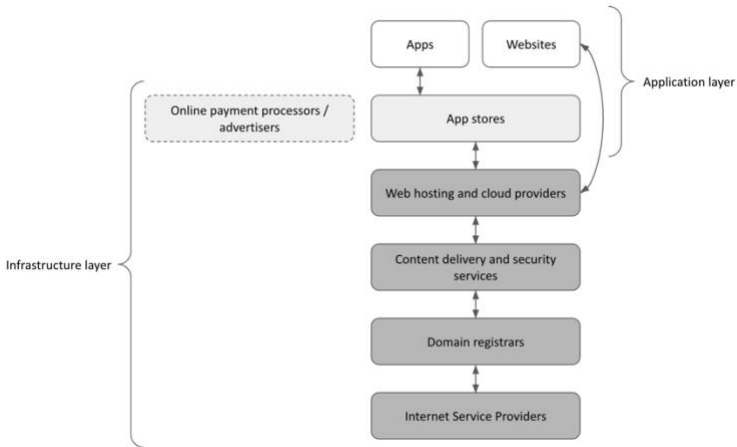 Apps
Websites
Application layer
Online payment processors /
advertisers
App stores
Web hosting and cloud providers
Content delivery and security
services
Infrastructure layer
Domain registrars
Internet Service Providers